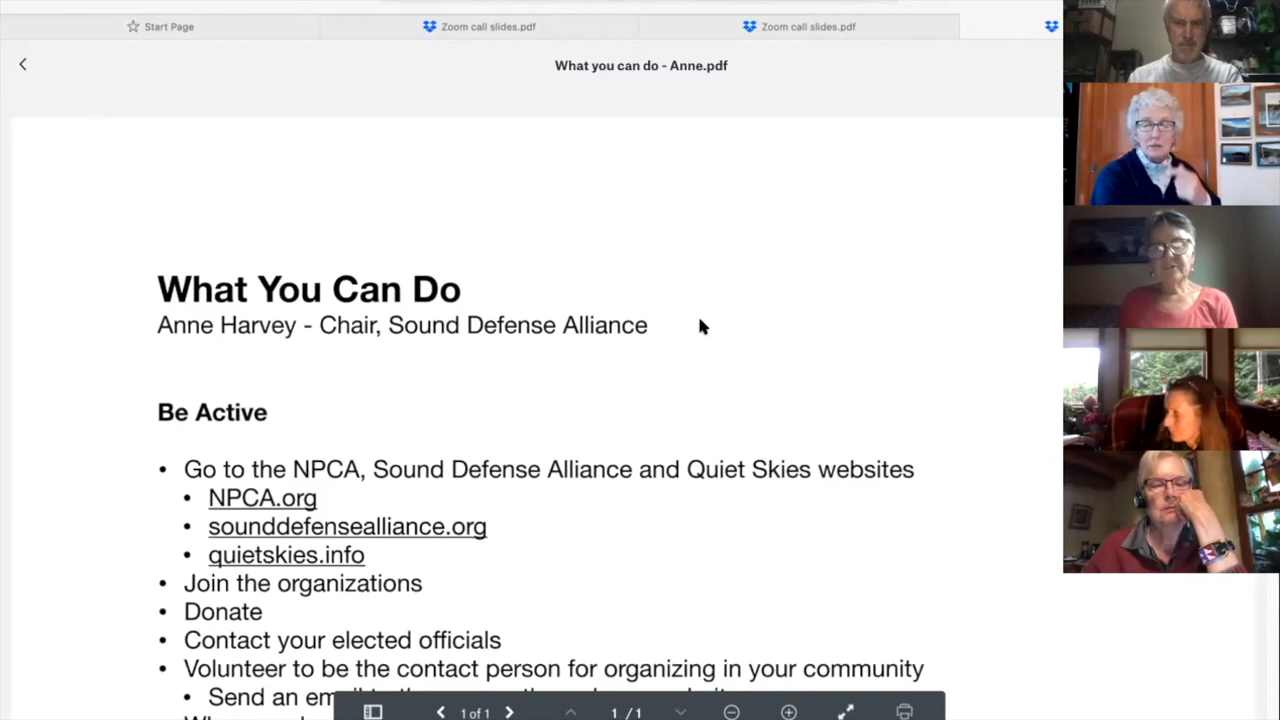 Start Page
Zoom call slides.pdf
Zoom call slides.pdf
What you can do - Anne.pdf
What You Can Do
Anne Harvey - Chair, Sound Defense Alliance
Be Active
• Go to the NPCA, Sound Defense Alliance and Quiet Skies websites
• NPCA.org
• sounddefensealliance.org
• quietskies.info
• Join the organizations
• Donate
• Contact your elected officials
• Volunteer to be the contact person for organizing in your community
• Send an email
1 of 1
1 / 1